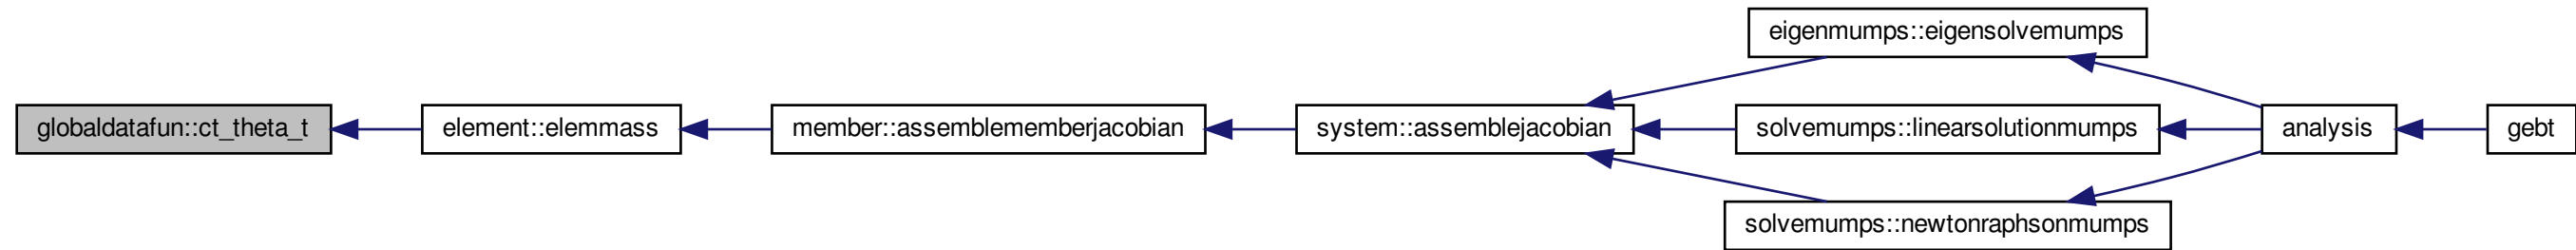 globaldatafun::ct_theta_t
element::elemmass
member::assemblememberjacobian
system::assemblejacobian
eigenmumps::eigensolvemumps
solvemumps::linearsolutionmumps
solvemumps::newtonraphsonmumps
analysis
gebt